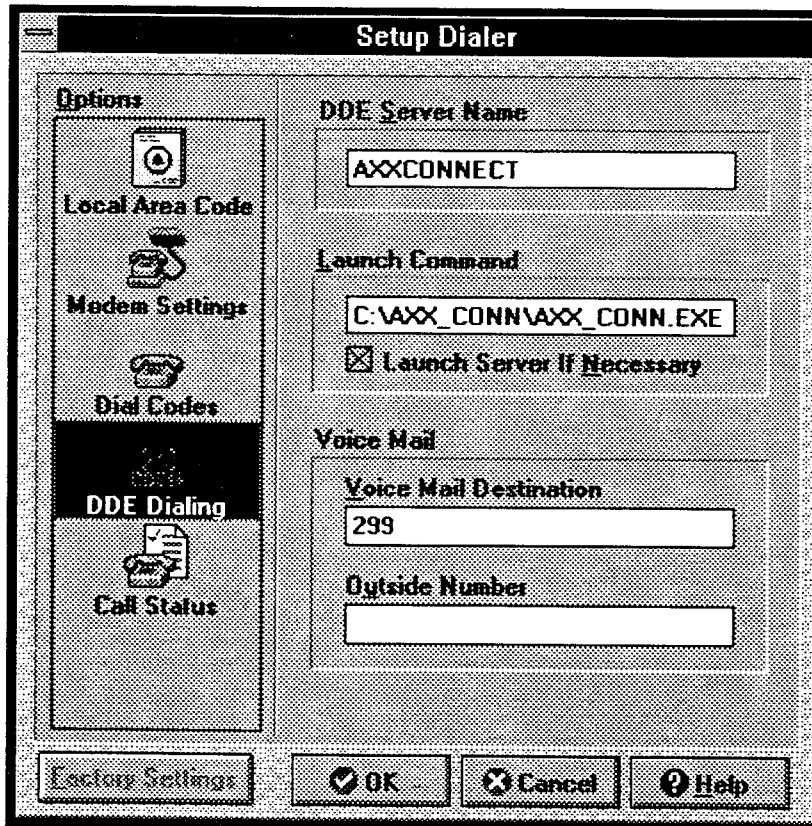 Setup Dialer
Options
Local Area Code
Modem Settings
Dial Codes
DDE Dialing
Call Status
DDE Server Name
AXXCONNECT
Launch Command
C:\AXX_CONN\AXX_CONN.EXE
Launch Server If Necessary
Voice Mail
Voice Mail Destination
299
Outside Number
Factory Settings
OK
Cancel
Help